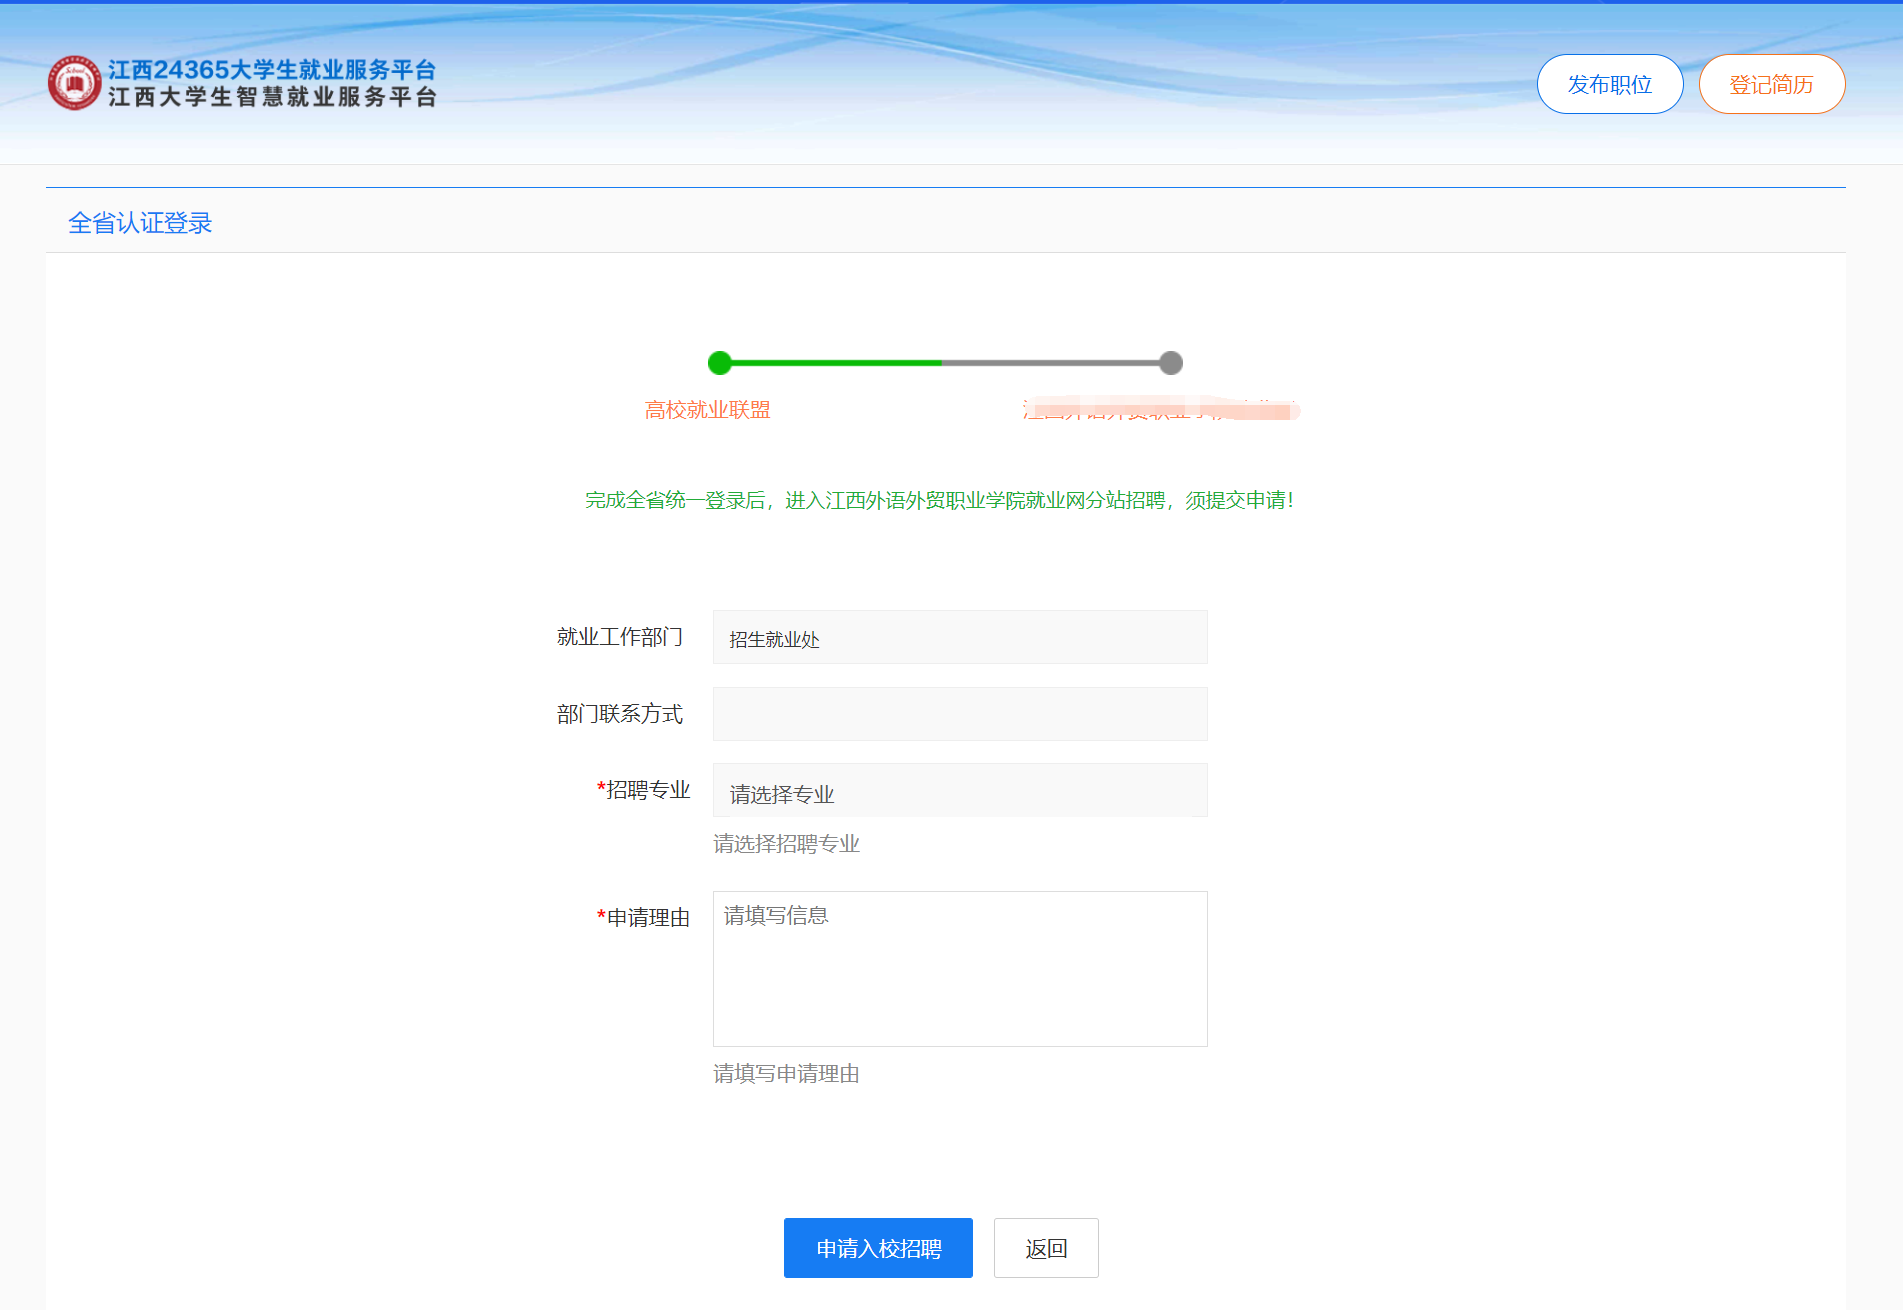 江西24365大学生就业服务平台
江西大学生智慧就业服务平台
发布职位
登记简历
全省认证登录
高校就业联盟
完成全省统一登录后，进入江西外语外贸职业学院就业网分站招聘，须提交申请！
就业工作部门
招生就业处
部门联系方式
*招聘专业
请选择专业
请选择招聘专业
*申请理由
请填写信息
请填写申请理由
申请入校招聘
返回